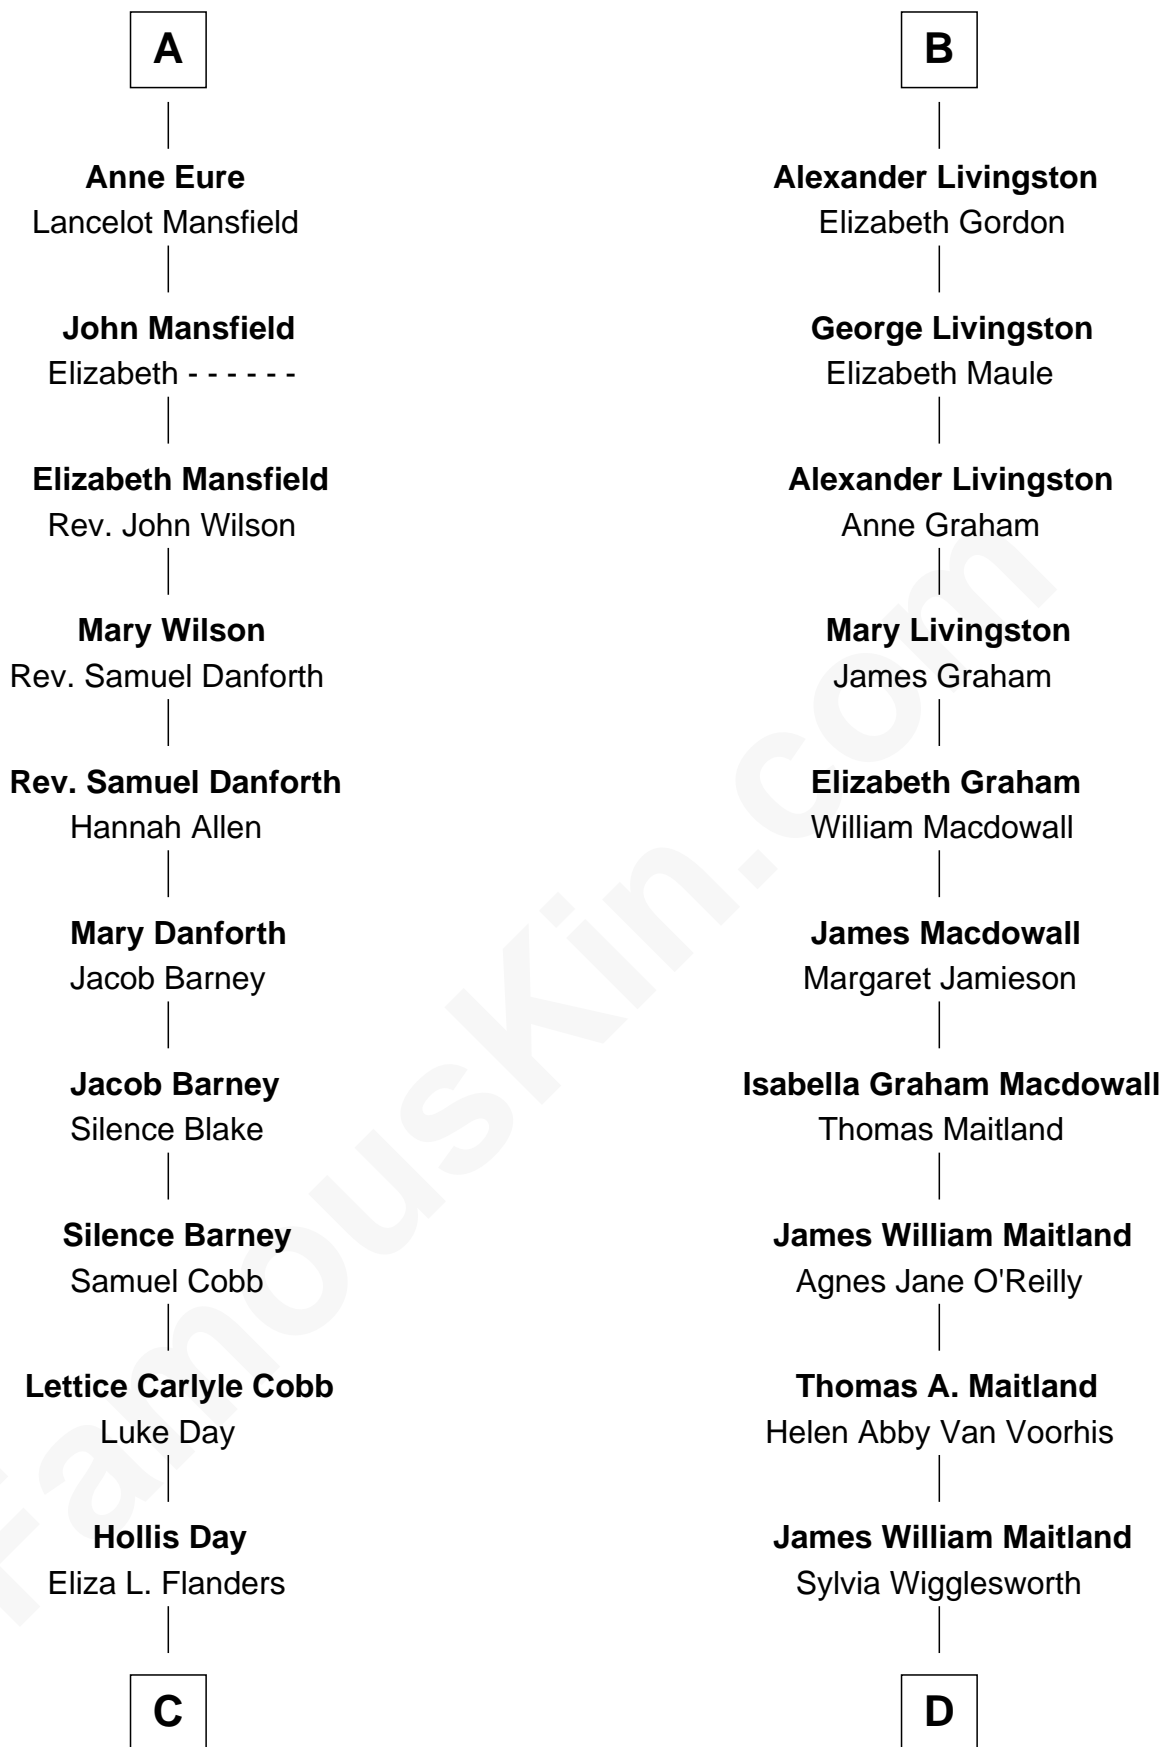 A
Anne Eure
Lancelot Mansfield
John Mansfield
Elizabeth - - - - - -
Elizabeth Mansfield
Rev. John Wilson
Mary Wilson
Rev. Samuel Danforth
Rev. Samuel Danforth
Hannah Allen
Mary Danforth
Jacob Barney
Jacob Barney
Silence Blake
Silence Barney
Samuel Cobb
Lettice Carlyle Cobb
Luke Day
Hollis Day
Eliza L. Flanders
C
B
Alexander Livingston
Elizabeth Gordon
George Livingston
Elizabeth Maule
Alexander Livingston
Anne Graham
Mary Livingston
James Graham
Elizabeth Graham
William Macdowall
James Macdowall
Margaret Jamieson
Isabella Graham Macdowall
Thomas Maitland
James William Maitland
Agnes Jane O'Reilly
Thomas A. Maitland
Helen Abby Van Voorhis
James William Maitland
Sylvia Wigglesworth
D
FamousKin.com